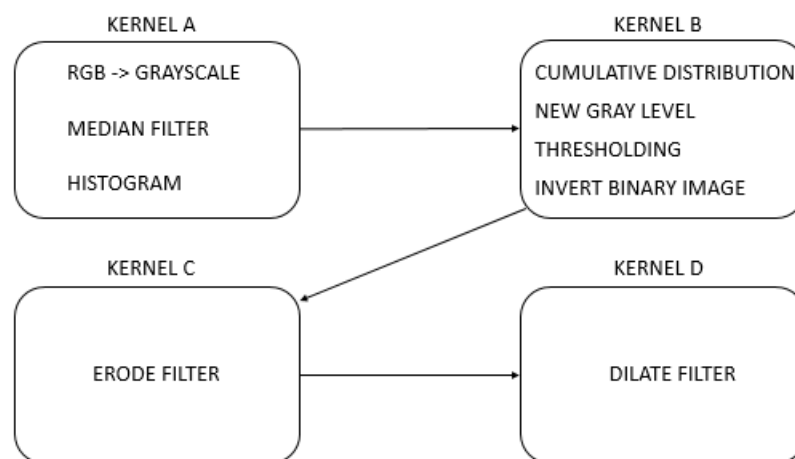 KERNEL A
RGB -> GRAYSCALE
MEDIAN FILTER
HISTOGRAM
KERNEL B
CUMULATIVE DISTRIBUTION
NEW GRAY LEVEL
THRESHOLDING
INVERT BINARY IMAGE
KERNEL C
ERODE FILTER
KERNEL D
DILATE FILTER